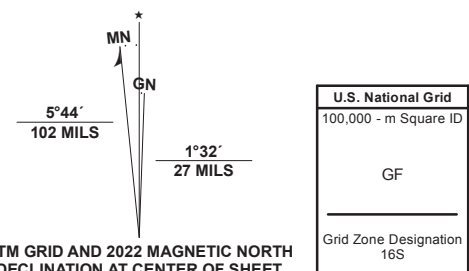 ★
MN
GN
5°44´
102 MILS
1°32´
27 MILS
TM GRID AND 2022 MAGNETIC NORTH
DECLINATION AT CENTER OF SHEET
U.S. National Grid
100,000 - m Square ID
GF
Grid Zone Designation
16S